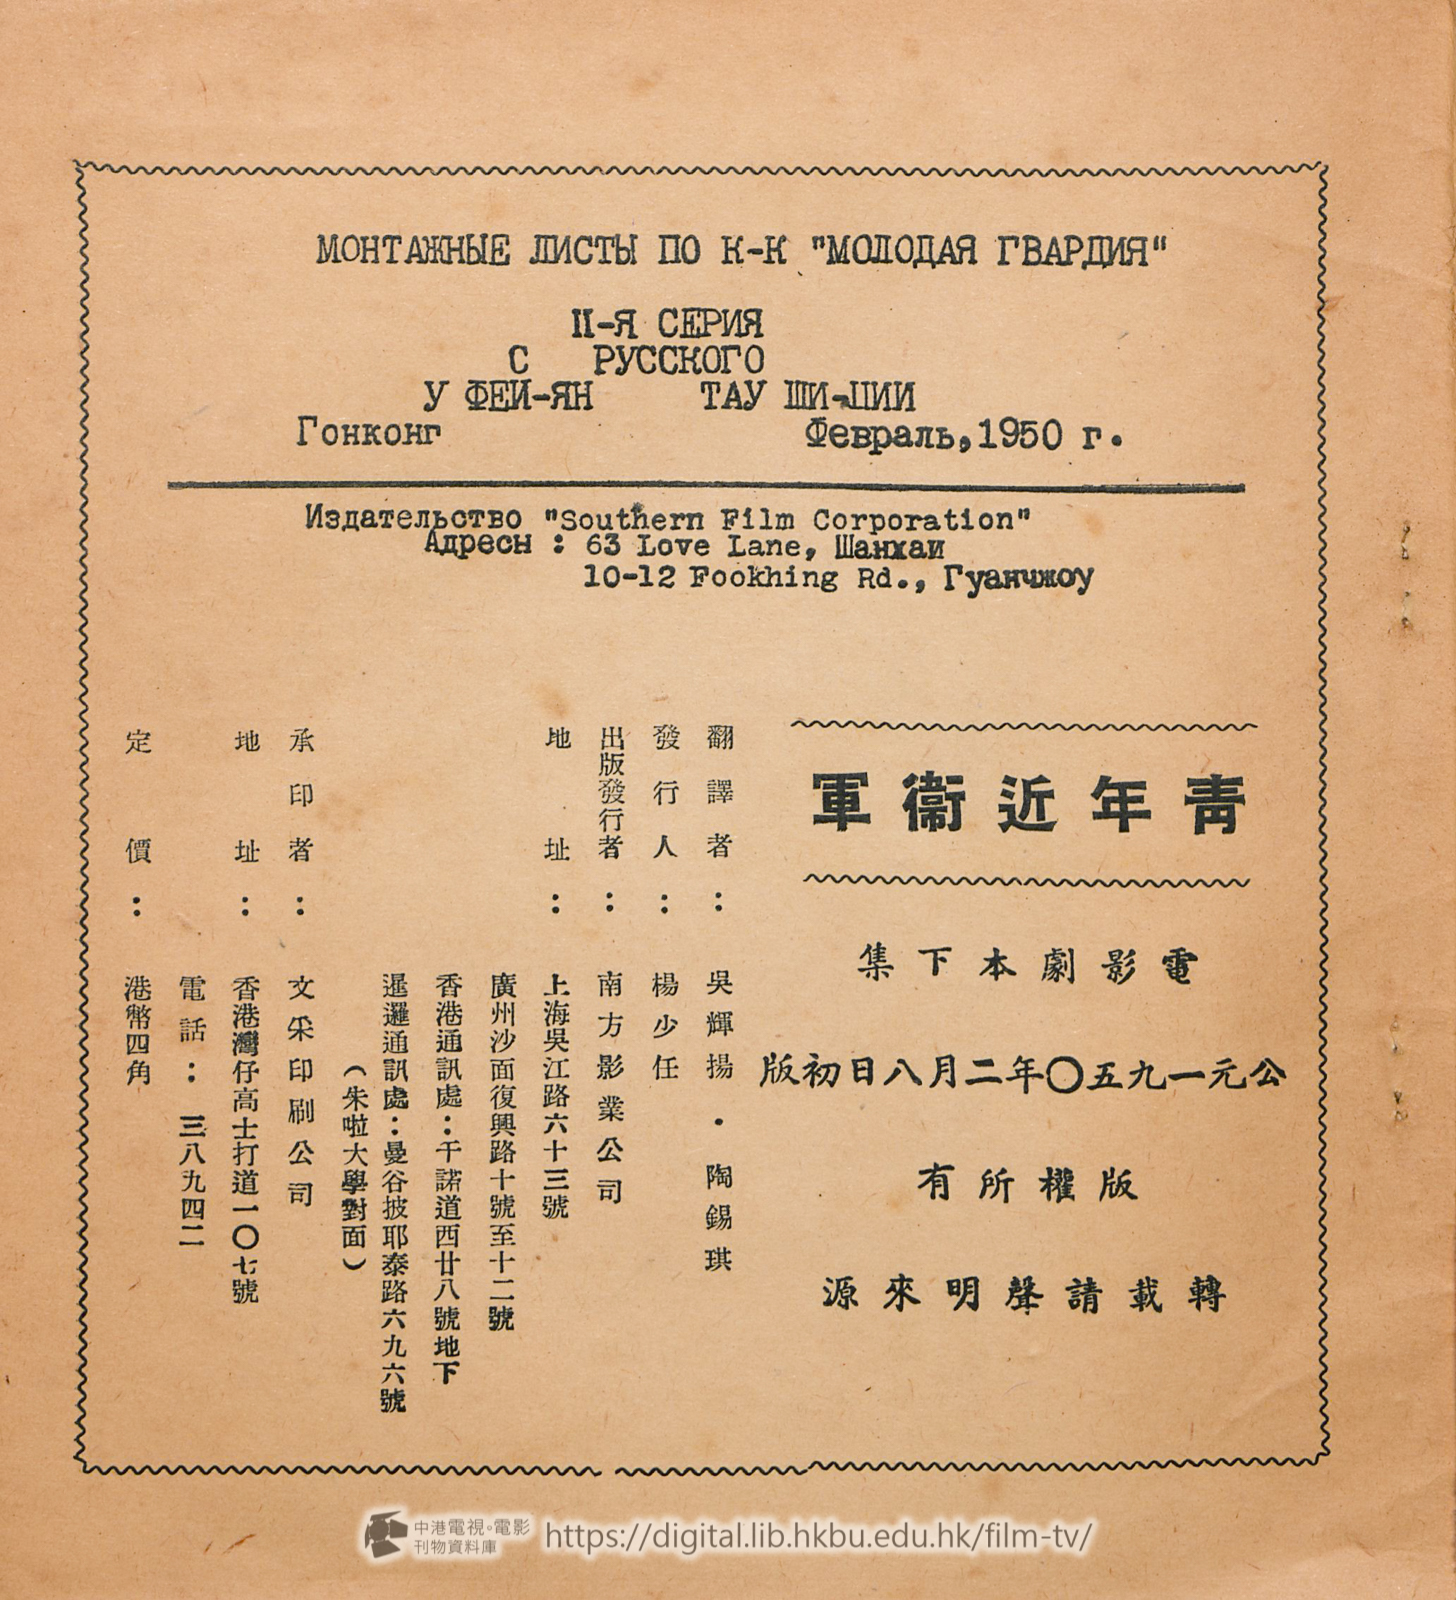 МОНТАЖНЫЕ ЛИСТЫ ПО К-К "МОЛОДАЯ ГВАРДИЯ"
II-Я СЕРИЯ
С РУССКОГО
У ФЕИ-ЯН ТАУ ШИ-ЦИИ
Гонконг Февраль,1950 г.
Издательство "Southern Film Corporation"
Адресн : 63 Love Lane, Шанхаи
10-12 Fookhing Rd., Гуанчжоу
靑年近衞軍
電影劇本下集
公元一九五〇年二月八日初版
版權所有
轉載請聲明來源
翻譯者：吳輝揚·陶錫琪
發行人：楊少任
出版發行者：南方影業公司
地址：上海吳江路六十三號
廣州沙面復興路十號至十二號
香港通訊處：干諾道西廿八號地下
暹邏通訊處：曼谷披耶泰路六九六號
（朱啦大學對面）
承印者：文采印刷公司
地址：香港灣仔高士打道一〇七號
電話：三八九四二
定價：港幣四角
中港電視·電影
刊物資料庫
https://digital.lib.hkbu.edu.hk/film-tv/